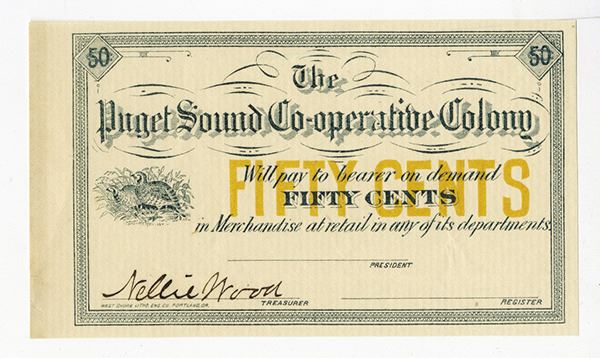 50 50
The
Puget Sound Co-operative Colony
Will pay to bearer on demand
FIFTY CENTS
FIFTY CENTS
in Merchandise at retail in any of its departments.
PRESIDENT
Nellie Wood
WEST SHORE LITHO. ENG. CO. PORTLAND, OR. TREASURER REGISTER